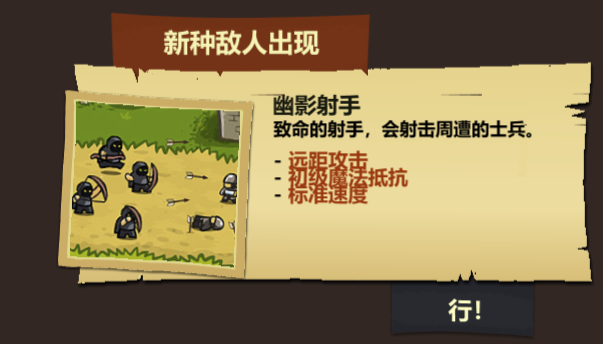 新种敌人出现
幽影射手
致命的射手，会射击周遭的士兵。
- 远距攻击
- 初级魔法抵抗
- 标准速度
行!